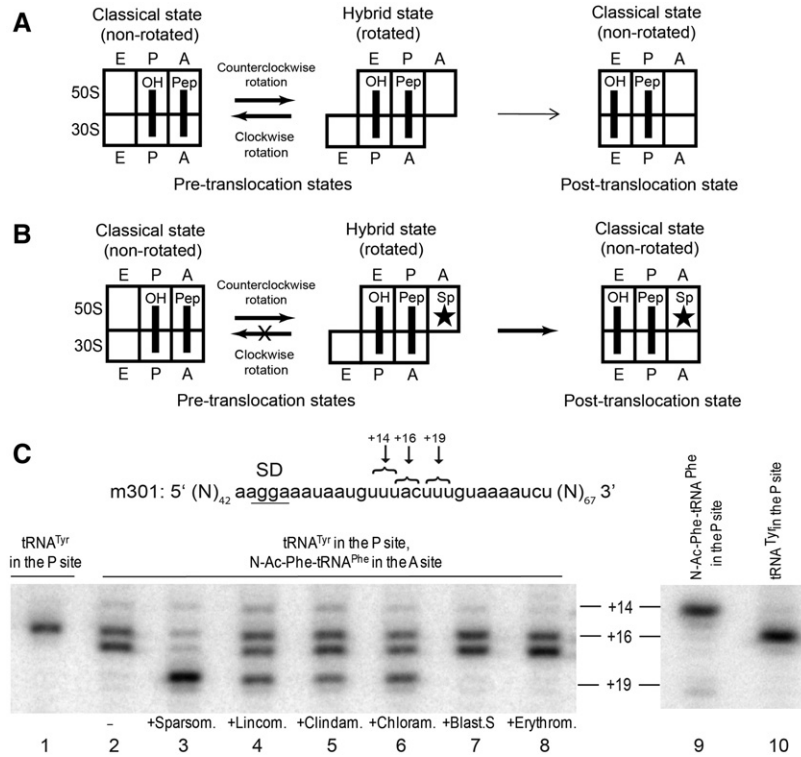 A
Classical state
(non-rotated)
Hybrid state
(rotated)
Classical state
(non-rotated)
E P A
E P A
E P A
50S
30S
OH Pep
Counterclockwise
rotation
Clockwise
rotation
OH Pep
OH Pep
E P A
E P A
E P A
Pre-translocation states
Post-translocation state
B
Classical state
(non-rotated)
Hybrid state
(rotated)
Classical state
(non-rotated)
E P A
E P A
E P A
50S
30S
OH Pep
Counterclockwise
rotation
X
Clockwise
rotation
OH Pep Sp
OH Pep Sp
E P A
E P A
E P A
Pre-translocation states
Post-translocation state
C
+14 +16 +19
SD
m301: 5‘ (N)42 aaggaaauaauguuuacuuuguaaaaucu (N)67 3’
tRNATyr
in the P site
tRNATyr in the P site,
N-Ac-Phe-tRNAPhe in the A site
N-Ac-Phe-tRNAPhe
in the P site
tRNATyr in the P site
+14
+16
+19
– +Sparsom. +Lincom. +Clindam. +Chloram. +Blast.S +Erythrom.
1 2 3 4 5 6 7 8 9 10